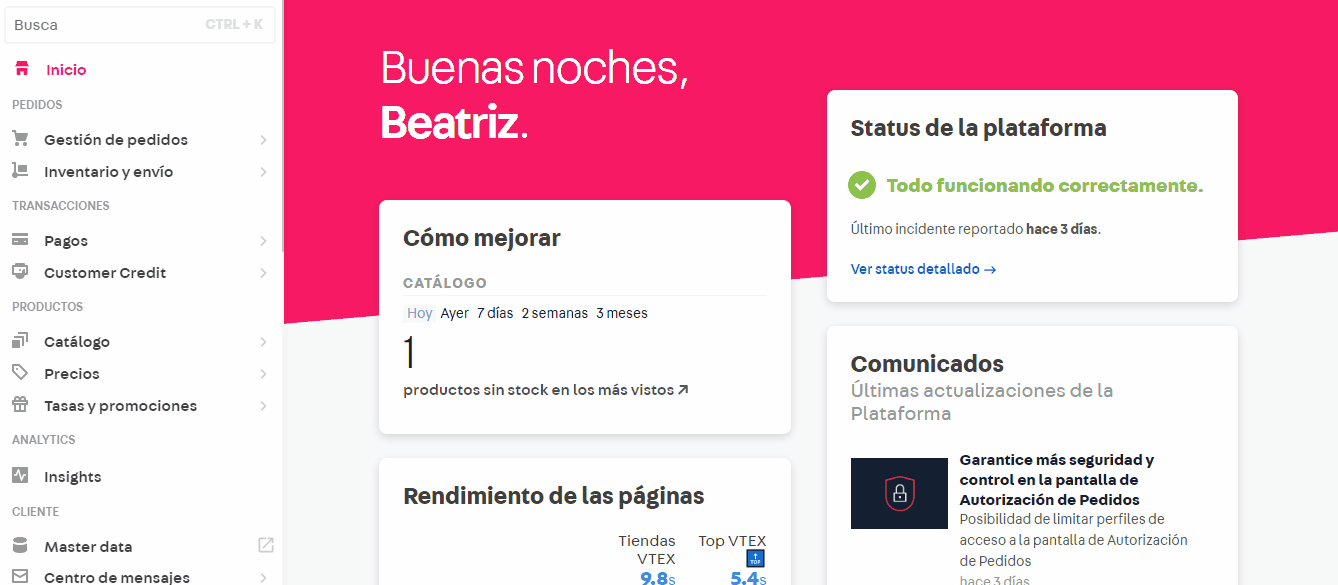 Busca CTRL + K
Inicio
PEDIDOS
Gestión de pedidos
Inventario y envío
TRANSACCIONES
Pagos
Customer Credit
PRODUCTOS
Catálogo
Precios
Tasas y promociones
ANALYTICS
Insights
CLIENTE
Master data
Centro de mensajes
Buenas noches,
Beatriz.
Cómo mejorar
CATÁLOGO
Hoy Ayer 7 días 2 semanas 3 meses
1
productos sin stock en los más vistos
Rendimiento de las páginas
Tiendas VTEX
Top VTEX
TOP
9.8s
5.4s
Status de la plataforma
Todo funcionando correctamente.
Último incidente reportado hace 3 días.
Ver status detallado →
Comunicados
Últimas actualizaciones de la
Plataforma
Garantice más seguridad y
control en la pantalla de
Autorización de Pedidos
Posibilidad de limitar perfiles de
acceso a la pantalla de Autorización
de Pedidos
hace 3 días